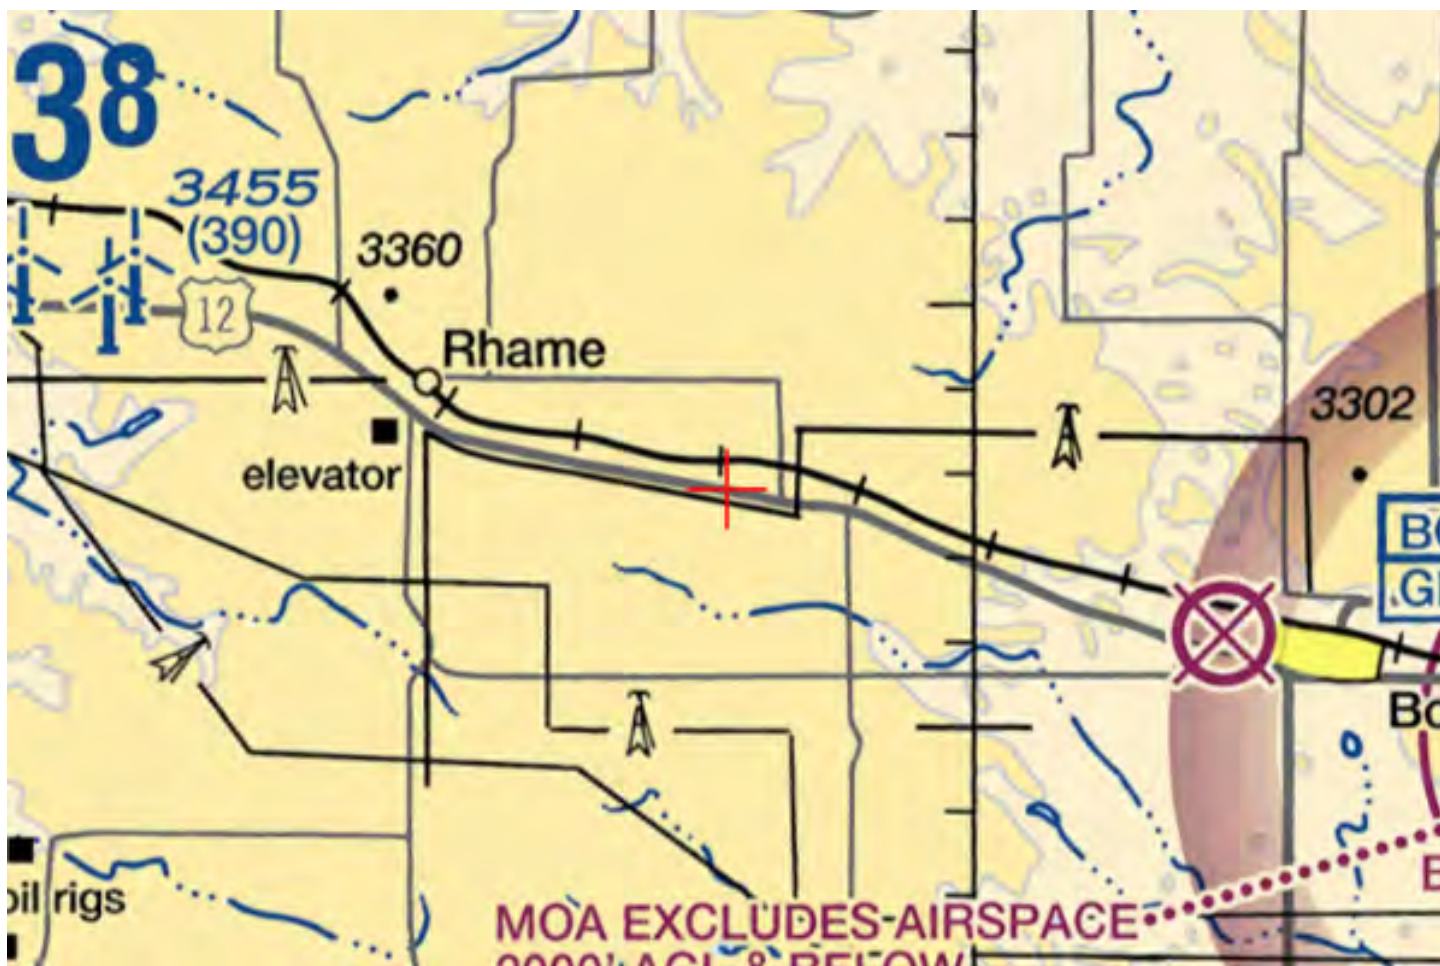 38
3455
(390)
3360
12
Rhame
3302
elevator
oil rigs
MOA EXCLUDES AIRSPACE